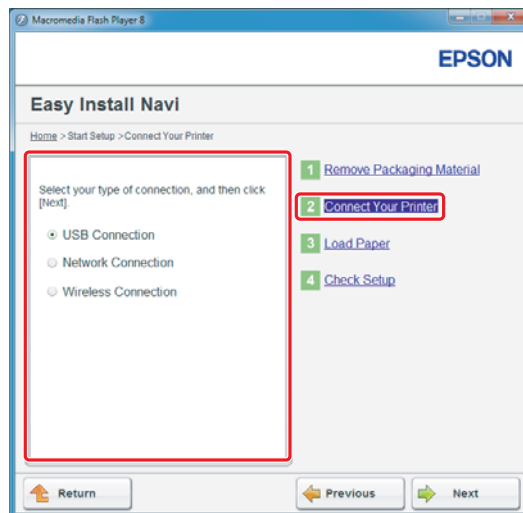 Macromedia Flash Player 8
EPSON
Easy Install Navi
Home > Start Setup >Connect Your Printer
Select your type of connection, and then click
[Next].
USB Connection
Network Connection
Wireless Connection
1 Remove Packaging Material
2 Connect Your Printer
3 Load Paper
4 Check Setup
Return
Previous
Next